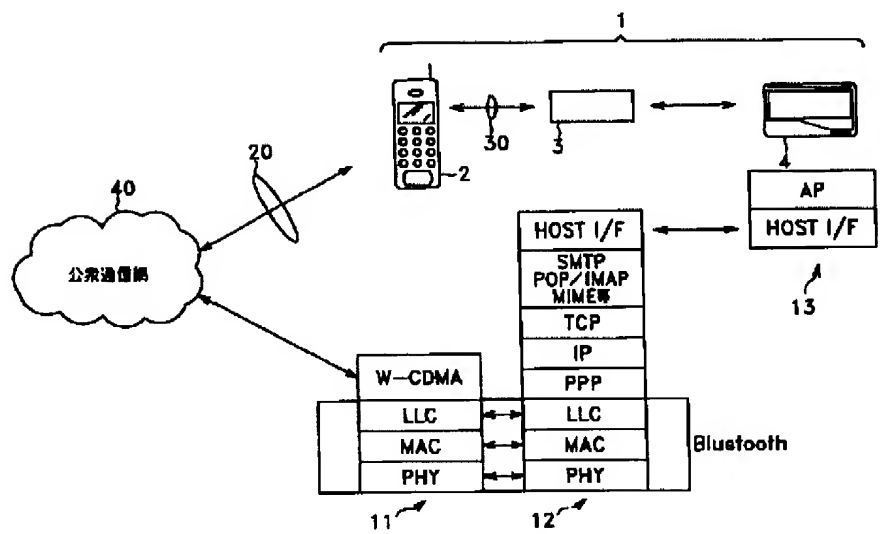 1
2
30
3
4
20
40
公衆通信網
AP
HOST I/F
13
HOST I/F
SMTP
POP/IMAP
MIME等
TCP
IP
PPP
W-CDMA
LLC
LLC
MAC
MAC
PHY
PHY
Bluetooth
11
12